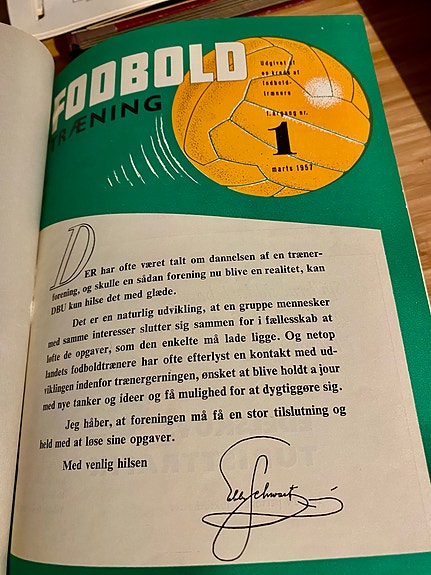 FODBOLD
TRÆNING
Udgivet af
en kreds af
fodbold-
trænere
1. årgang nr.
1
marts 1957
DER har ofte været talt om dannelsen af en træner-
forening, og skulle en sådan forening nu blive en realitet, kan
DBU kun hilse det med glæde.
Det er en naturlig udvikling, at en gruppe mennesker
med samme interesser slutter sig sammen for i fællesskab at
løfte de opgaver, som den enkelte må lade ligge. Og netop
landets fodboldtrænere har ofte efterlyst en kontakt med ud-
viklingen indenfor trænergerningen, ønsket at blive holdt a jour
med nye tanker og ideer og få mulighed for at dygtiggøre sig.
Jeg håber, at foreningen må få en stor tilslutning og
held med at løse sine opgaver.
Med venlig hilsen